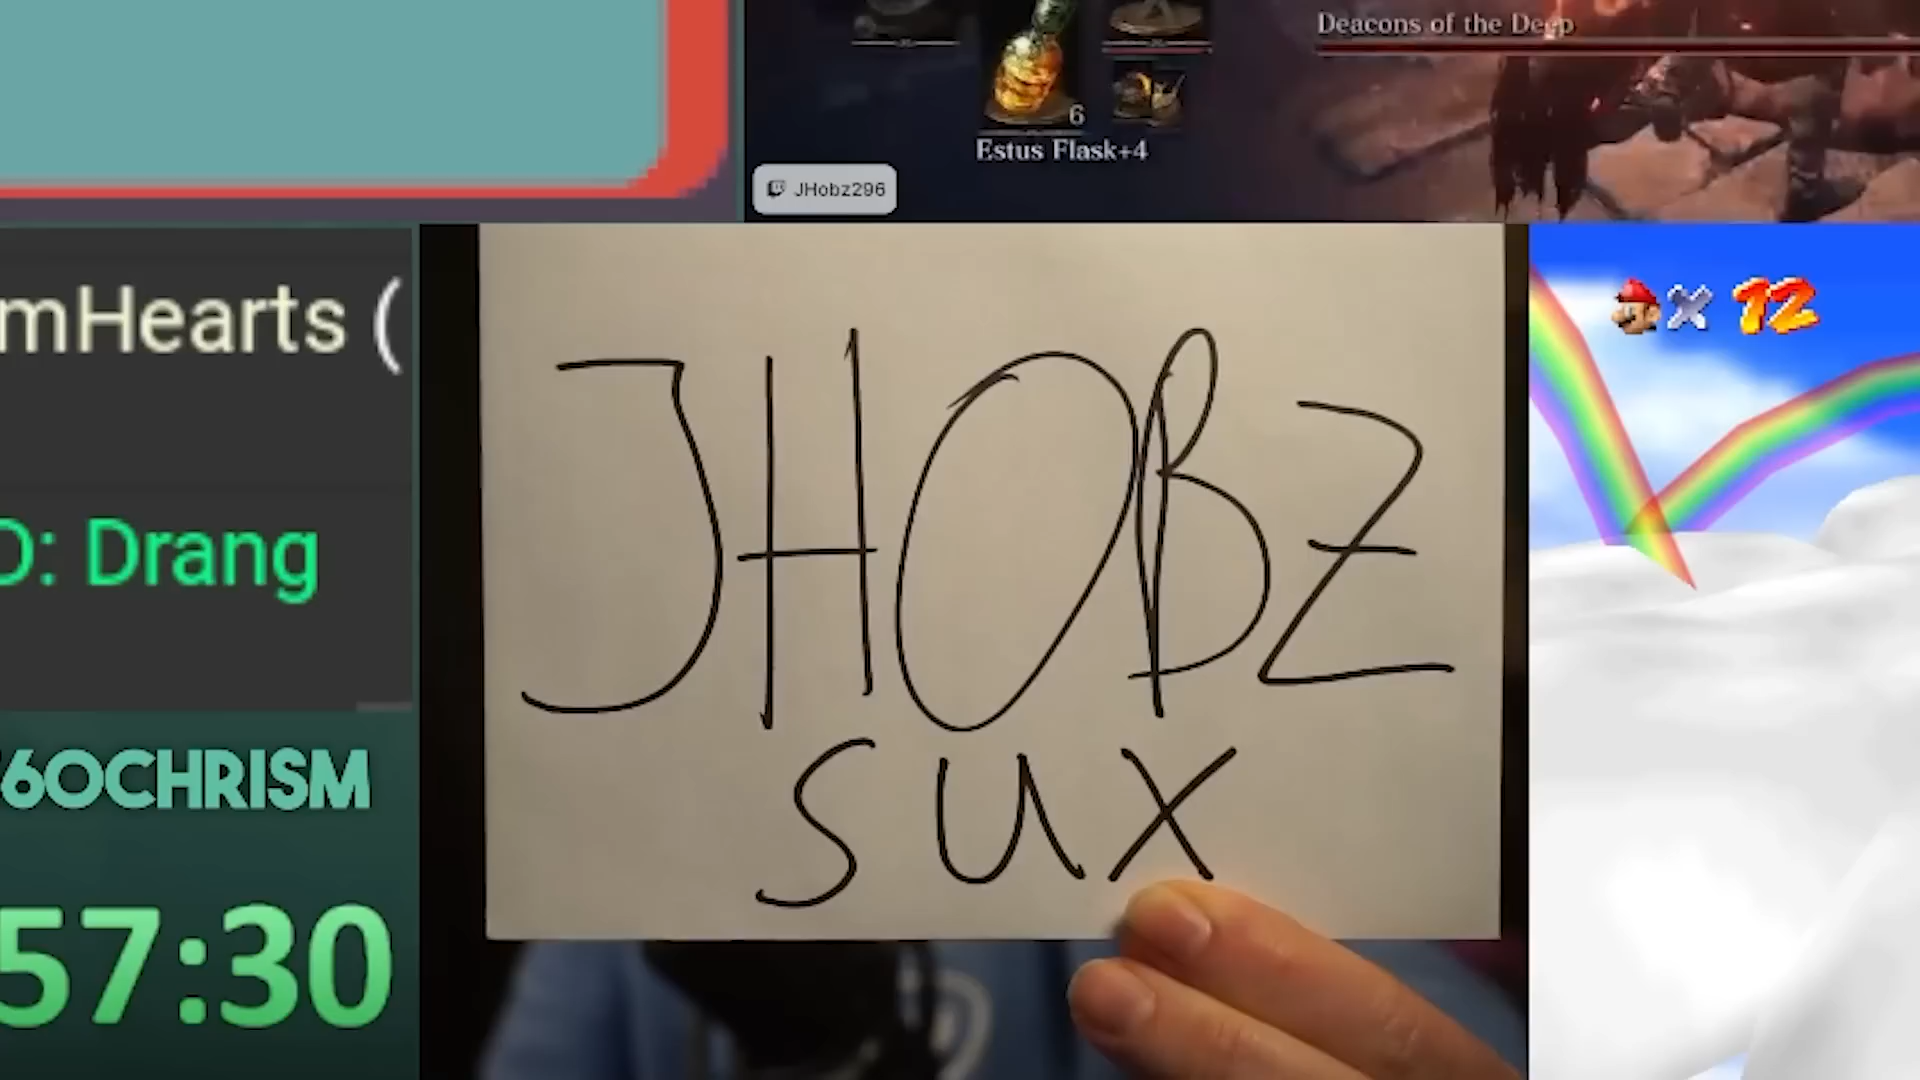 Deacons of the Deep
6
Estus Flask+4
JHobz296
mHearts (
x 12
D: Drang
JHOBZ
sux
60CHRISM
57:30